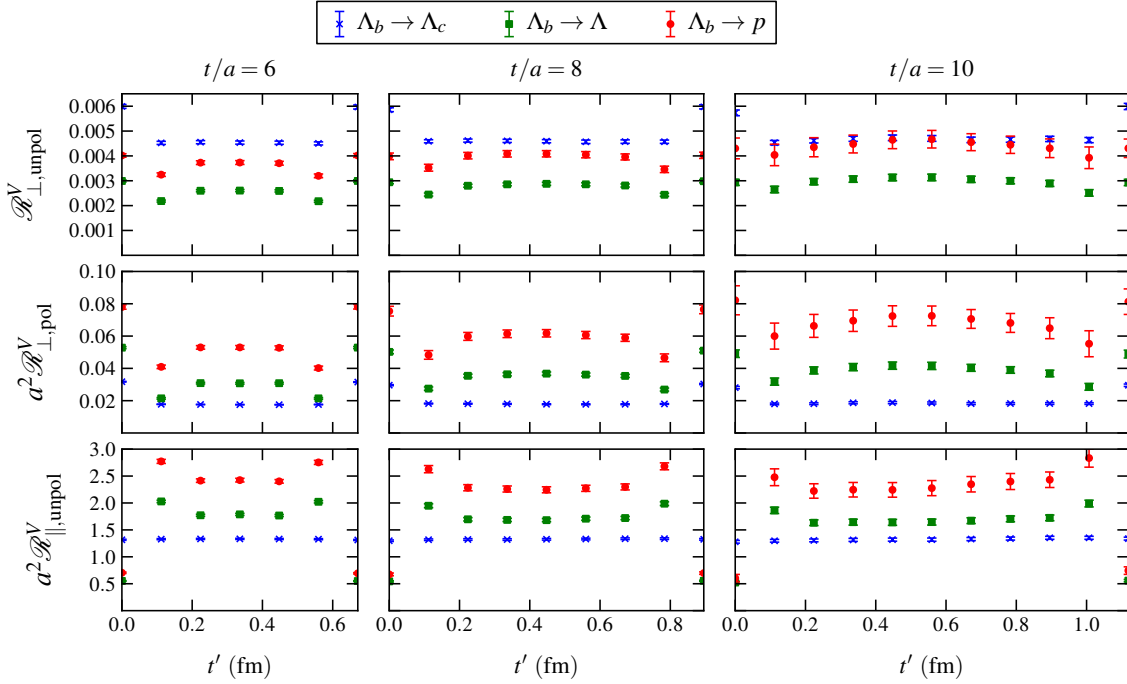 Λ_b → Λ_c Λ_b → Λ Λ_b → p
t/a = 6 t/a = 8 t/a = 10
ℛ^V_{⊥,unpol}
0.006
0.005
0.004
0.003
0.002
0.001
a²ℛ^V_{⊥,pol}
0.10
0.08
0.06
0.04
0.02
a²ℛ^V_{||,unpol}
3.0
2.5
2.0
1.5
1.0
0.5
0.0 0.2 0.4 0.6 0.0 0.2 0.4 0.6 0.8 0.0 0.2 0.4 0.6 0.8 1.0
t′ (fm) t′ (fm) t′ (fm)